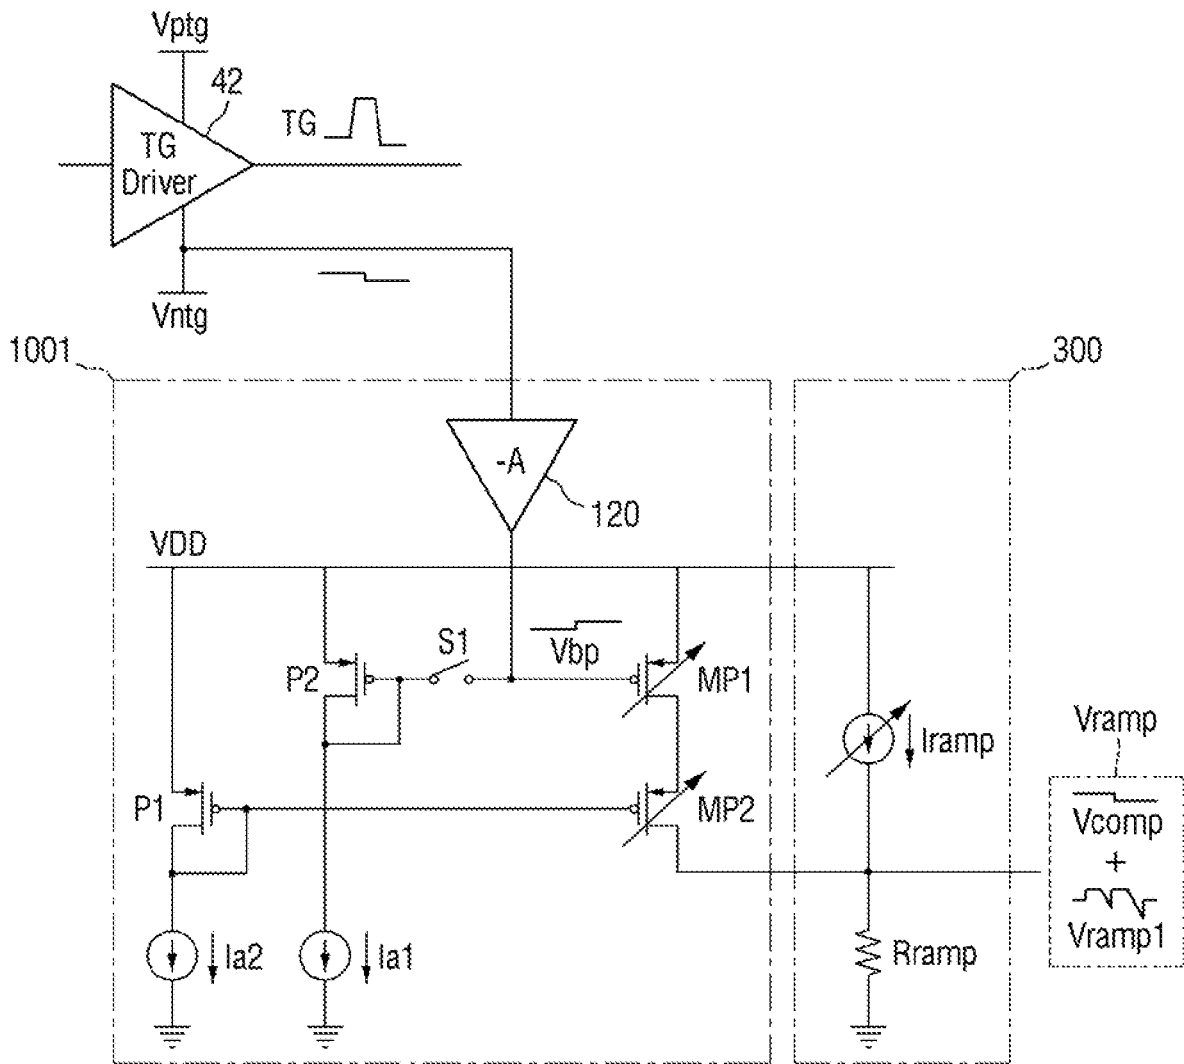 Vptg
42
TG
TG
Driver
Vntg
1001
300
-A
120
VDD
S1
Vbp
P2
MP1
Iramp
Vramp
P1
MP2
Vcomp
+
Vramp1
Ia2
Ia1
Rramp